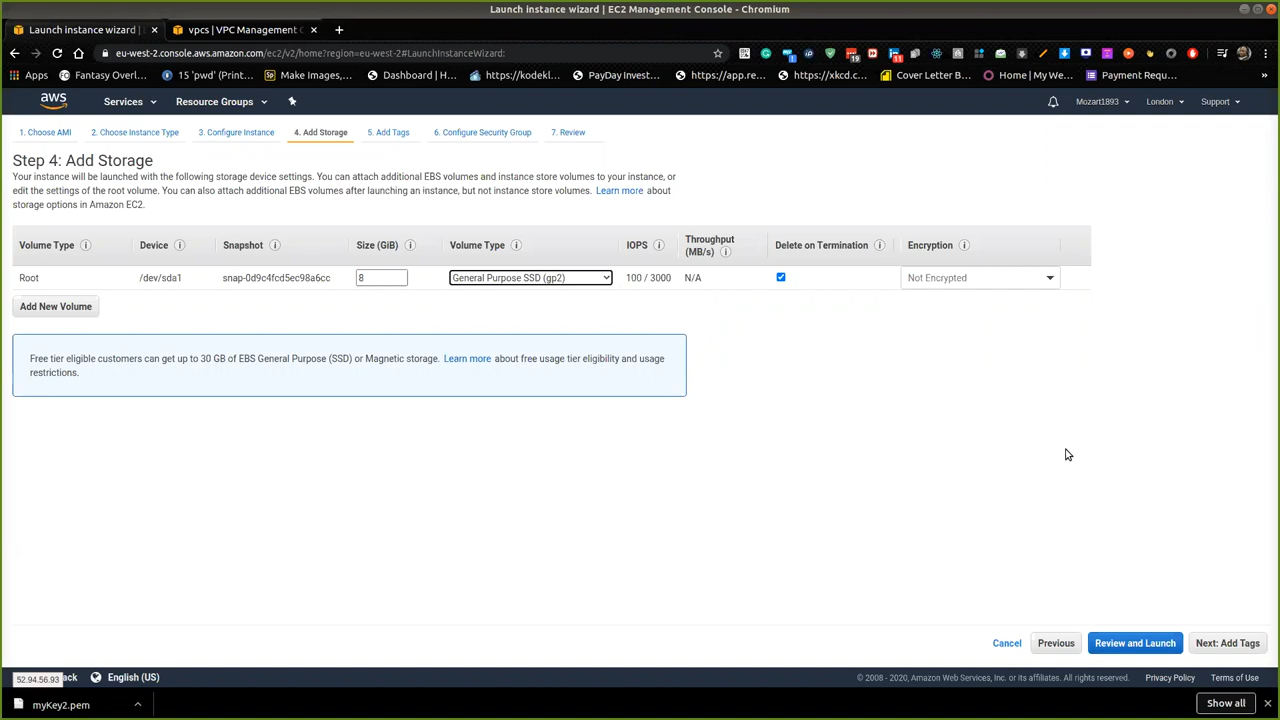 Launch instance wizard | EC2 Management Console - Chromium
Launch instance wizard |
vpcs | VPC Management C
eu-west-2.console.aws.amazon.com/ec2/v2/home?region=eu-west-2#LaunchInstanceWizard:
19
1
11
Apps
Fantasy Overl...
15 'pwd' (Print...
Make Images,...
Dashboard | H...
https://kodekl...
PayDay Invest...
https://app.re...
https://xkcd.c...
Cover Letter B...
Home | My We...
Payment Requ...
»
aws
Services
Resource Groups
Mozart1893
London
Support
1. Choose AMI
2. Choose Instance Type
3. Configure Instance
4. Add Storage
5. Add Tags
6. Configure Security Group
7. Review
Step 4: Add Storage
Your instance will be launched with the following storage device settings. You can attach additional EBS volumes and instance store volumes to your instance, or
edit the settings of the root volume. You can also attach additional EBS volumes after launching an instance, but not instance store volumes. Learn more about
storage options in Amazon EC2.
Volume Type
Device
Snapshot
Size (GiB)
Volume Type
IOPS
Throughput
(MB/s)
Delete on Termination
Encryption
Root
/dev/sda1
snap-0d9c4fcd5ec98a6cc
8
General Purpose SSD (gp2)
100 / 3000
N/A
Not Encrypted
Add New Volume
Free tier eligible customers can get up to 30 GB of EBS General Purpose (SSD) or Magnetic storage. Learn more about free usage tier eligibility and usage
restrictions.
Cancel
Previous
Review and Launch
Next: Add Tags
52.94.56.93
ack
English (US)
© 2008 - 2020, Amazon Web Services, Inc. or its affiliates. All rights reserved.
Privacy Policy
Terms of Use
myKey2.pem
Show all